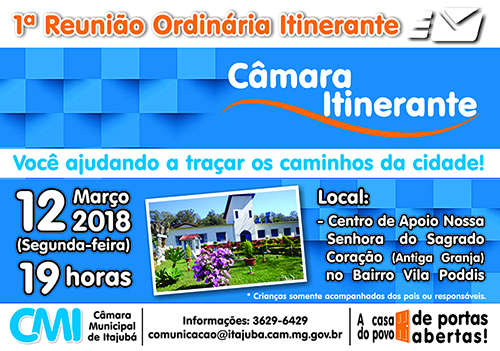 1ª Reunião Ordinária Itinerante
Câmara
Itinerante
Você ajudando a traçar os caminhos da cidade!
12 Março
2018
(Segunda-feira)
19 horas
Local:
- Centro de Apoio Nossa
Senhora do Sagrado
Coração (Antiga Granja)
no Bairro Vila Poddis
* Crianças somente acompanhadas dos pais ou responsáveis.
CMI Câmara
Municipal
de Itajubá
Informações: 3629-6429
comunicacao@itajuba.cam.mg.gov.br
A casa
do povo
de portas
abertas!